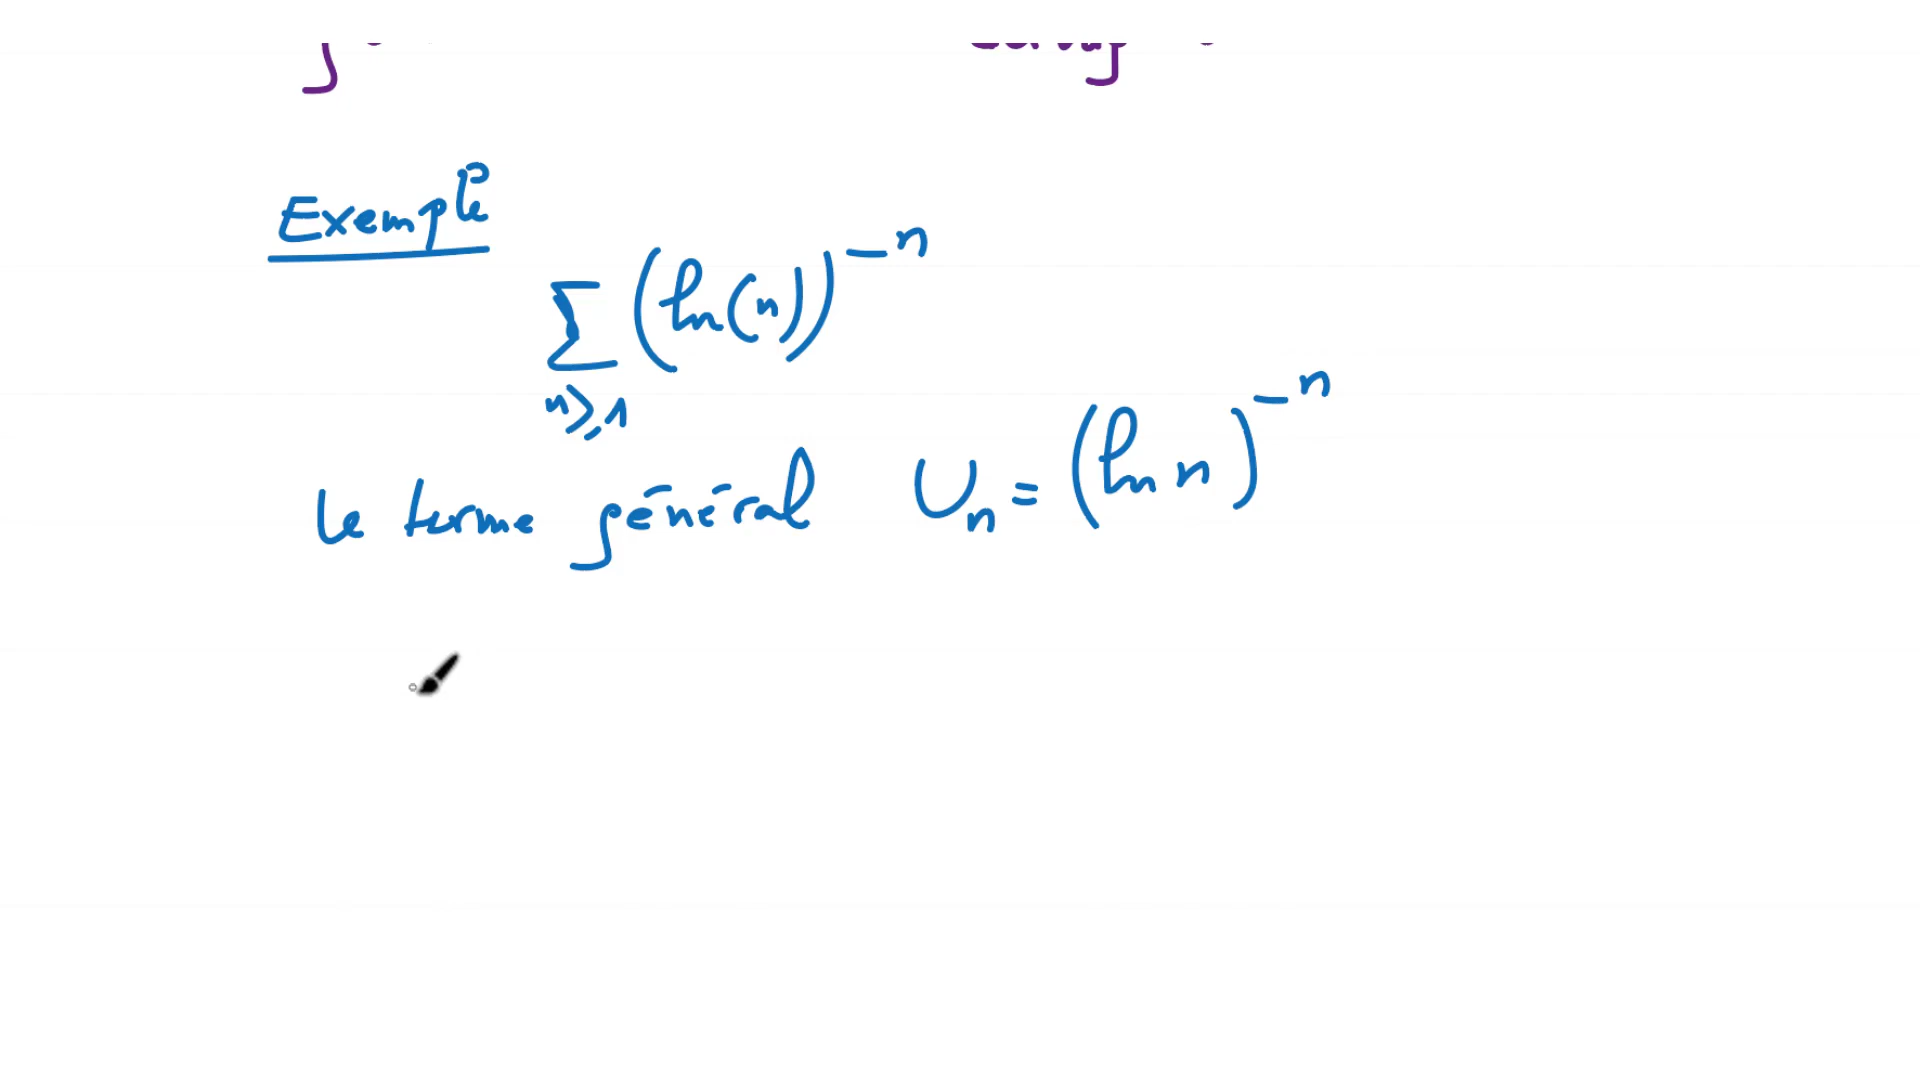 Exemple
∑ (ln(n))^{-n}
n≥1
le terme général U_n = (ln n)^{-n}